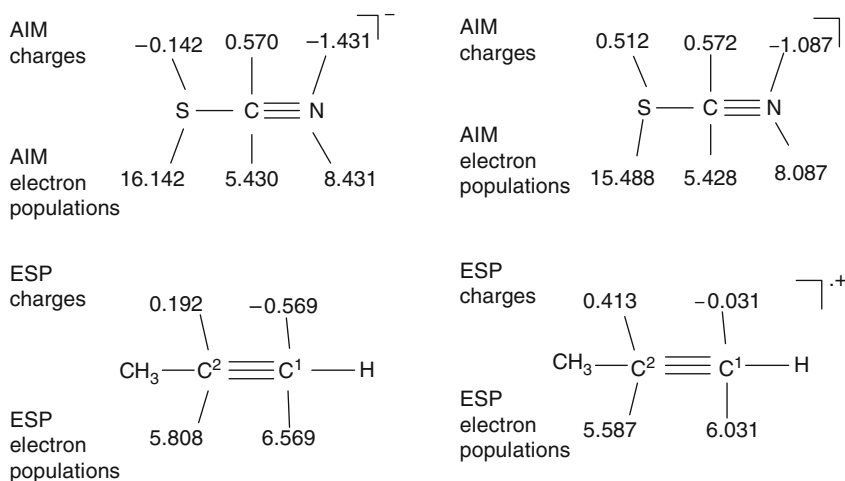 AIM
charges
−0.142 0.570 −1.431
−
S C N
AIM
electron
populations
16.142 5.430 8.431
AIM
charges
0.512 0.572 -1.087
S C N
AIM
electron
populations
15.488 5.428 8.087
ESP
charges
0.192 −0.569
CH3 C2 C1 H
ESP
electron
populations
5.808 6.569
ESP
charges
0.413 −0.031
.+
CH3 C2 C1 H
ESP
electron
populations
5.587 6.031